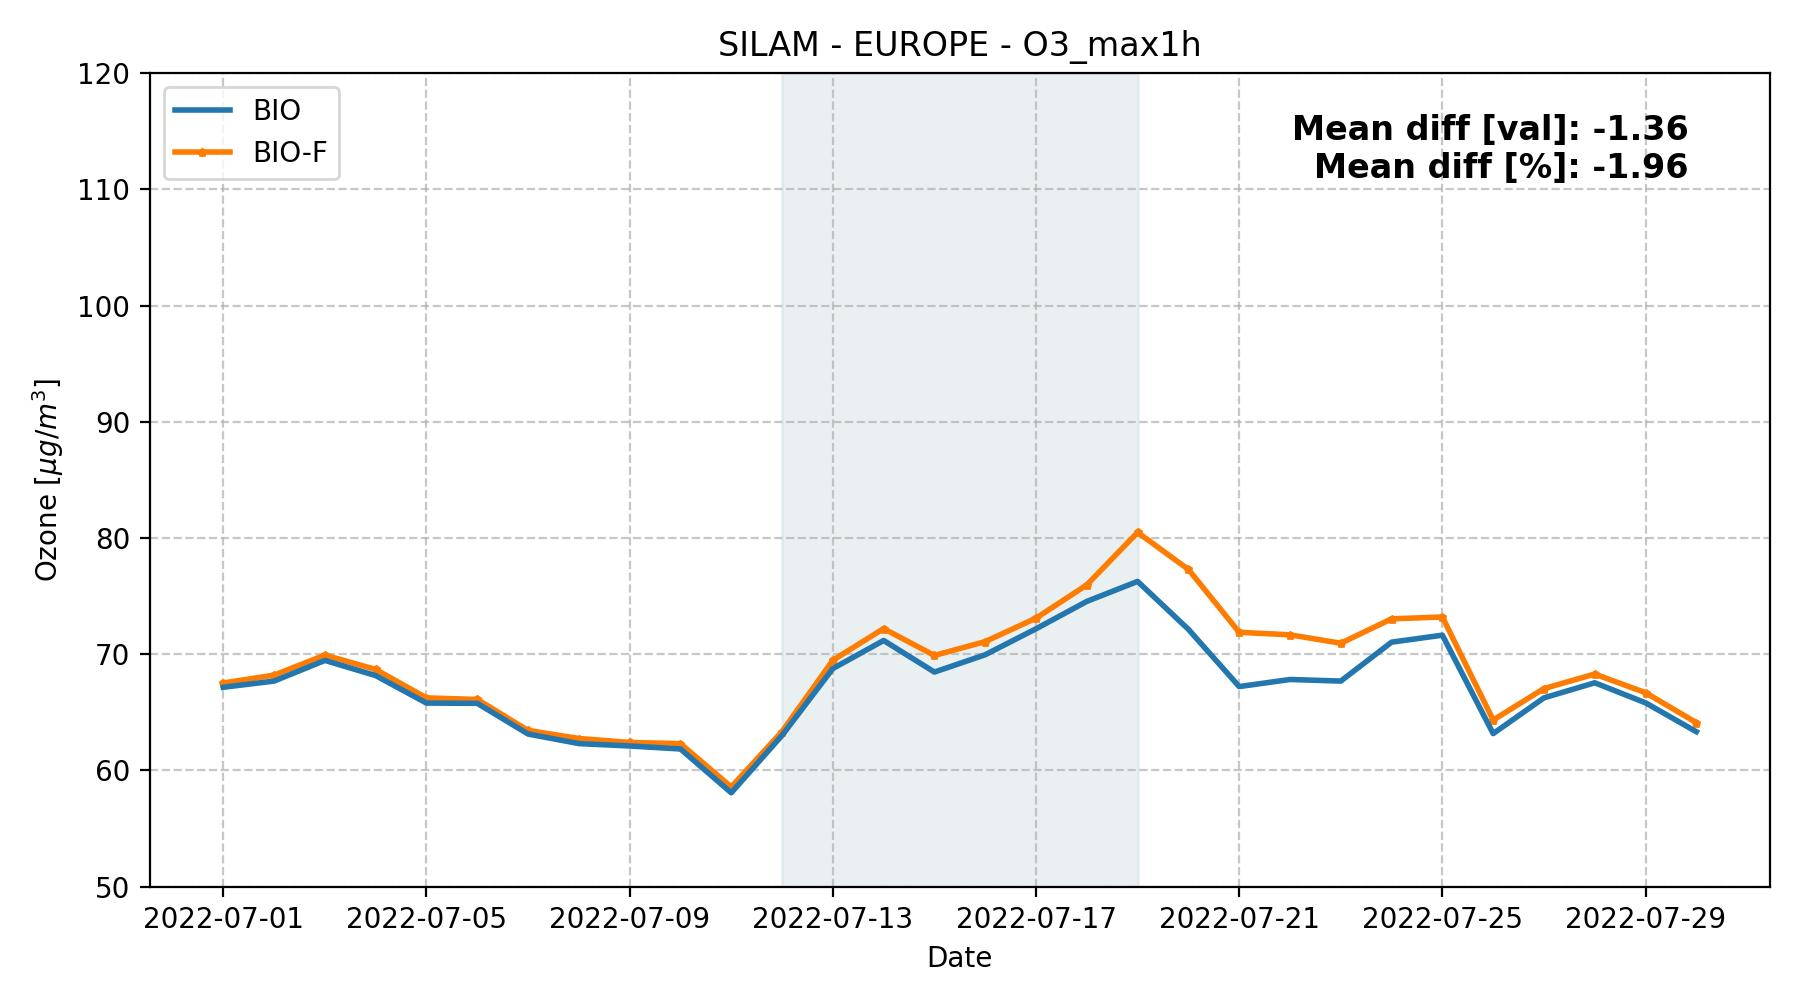 SILAM - EUROPE - O3_max1h
120
110
100
90
80
70
60
50
Ozone [μg/m³]
BIO
BIO-F
Mean diff [val]: -1.36
Mean diff [%]: -1.96
2022-07-01 2022-07-05 2022-07-09 2022-07-13 2022-07-17 2022-07-21 2022-07-25 2022-07-29
Date